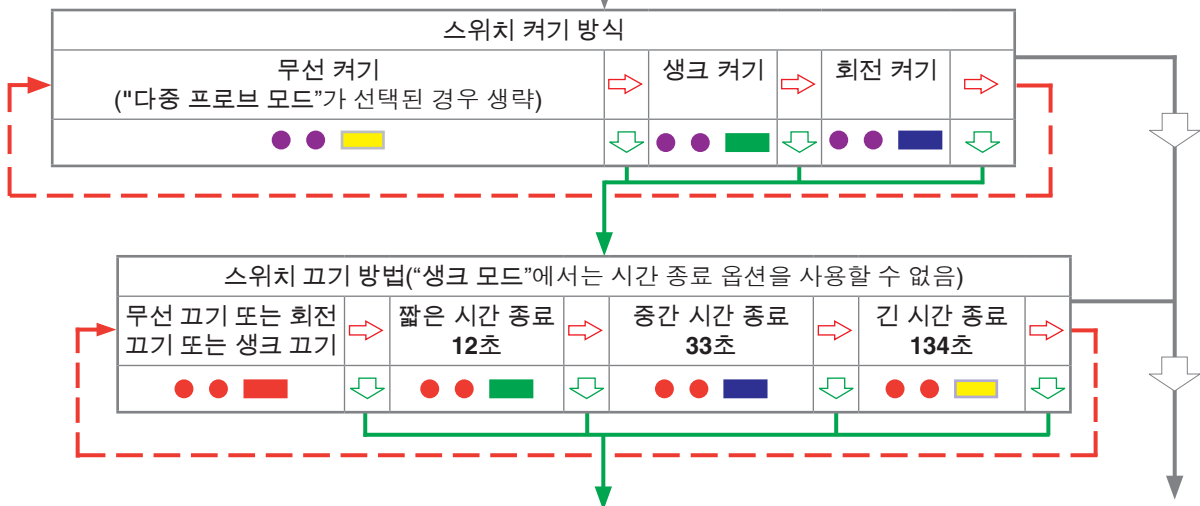 스위치 켜기 방식
무선 켜기
("다중 프로브 모드”가 선택된 경우 생략)
생크 켜기
회전 켜기
스위치 끄기 방법(“생크 모드”에서는 시간 종료 옵션을 사용할 수 없음)
무선 끄기 또는 회전
끄기 또는 생크 끄기
짧은 시간 종료
12초
중간 시간 종료
33초
긴 시간 종료
134초